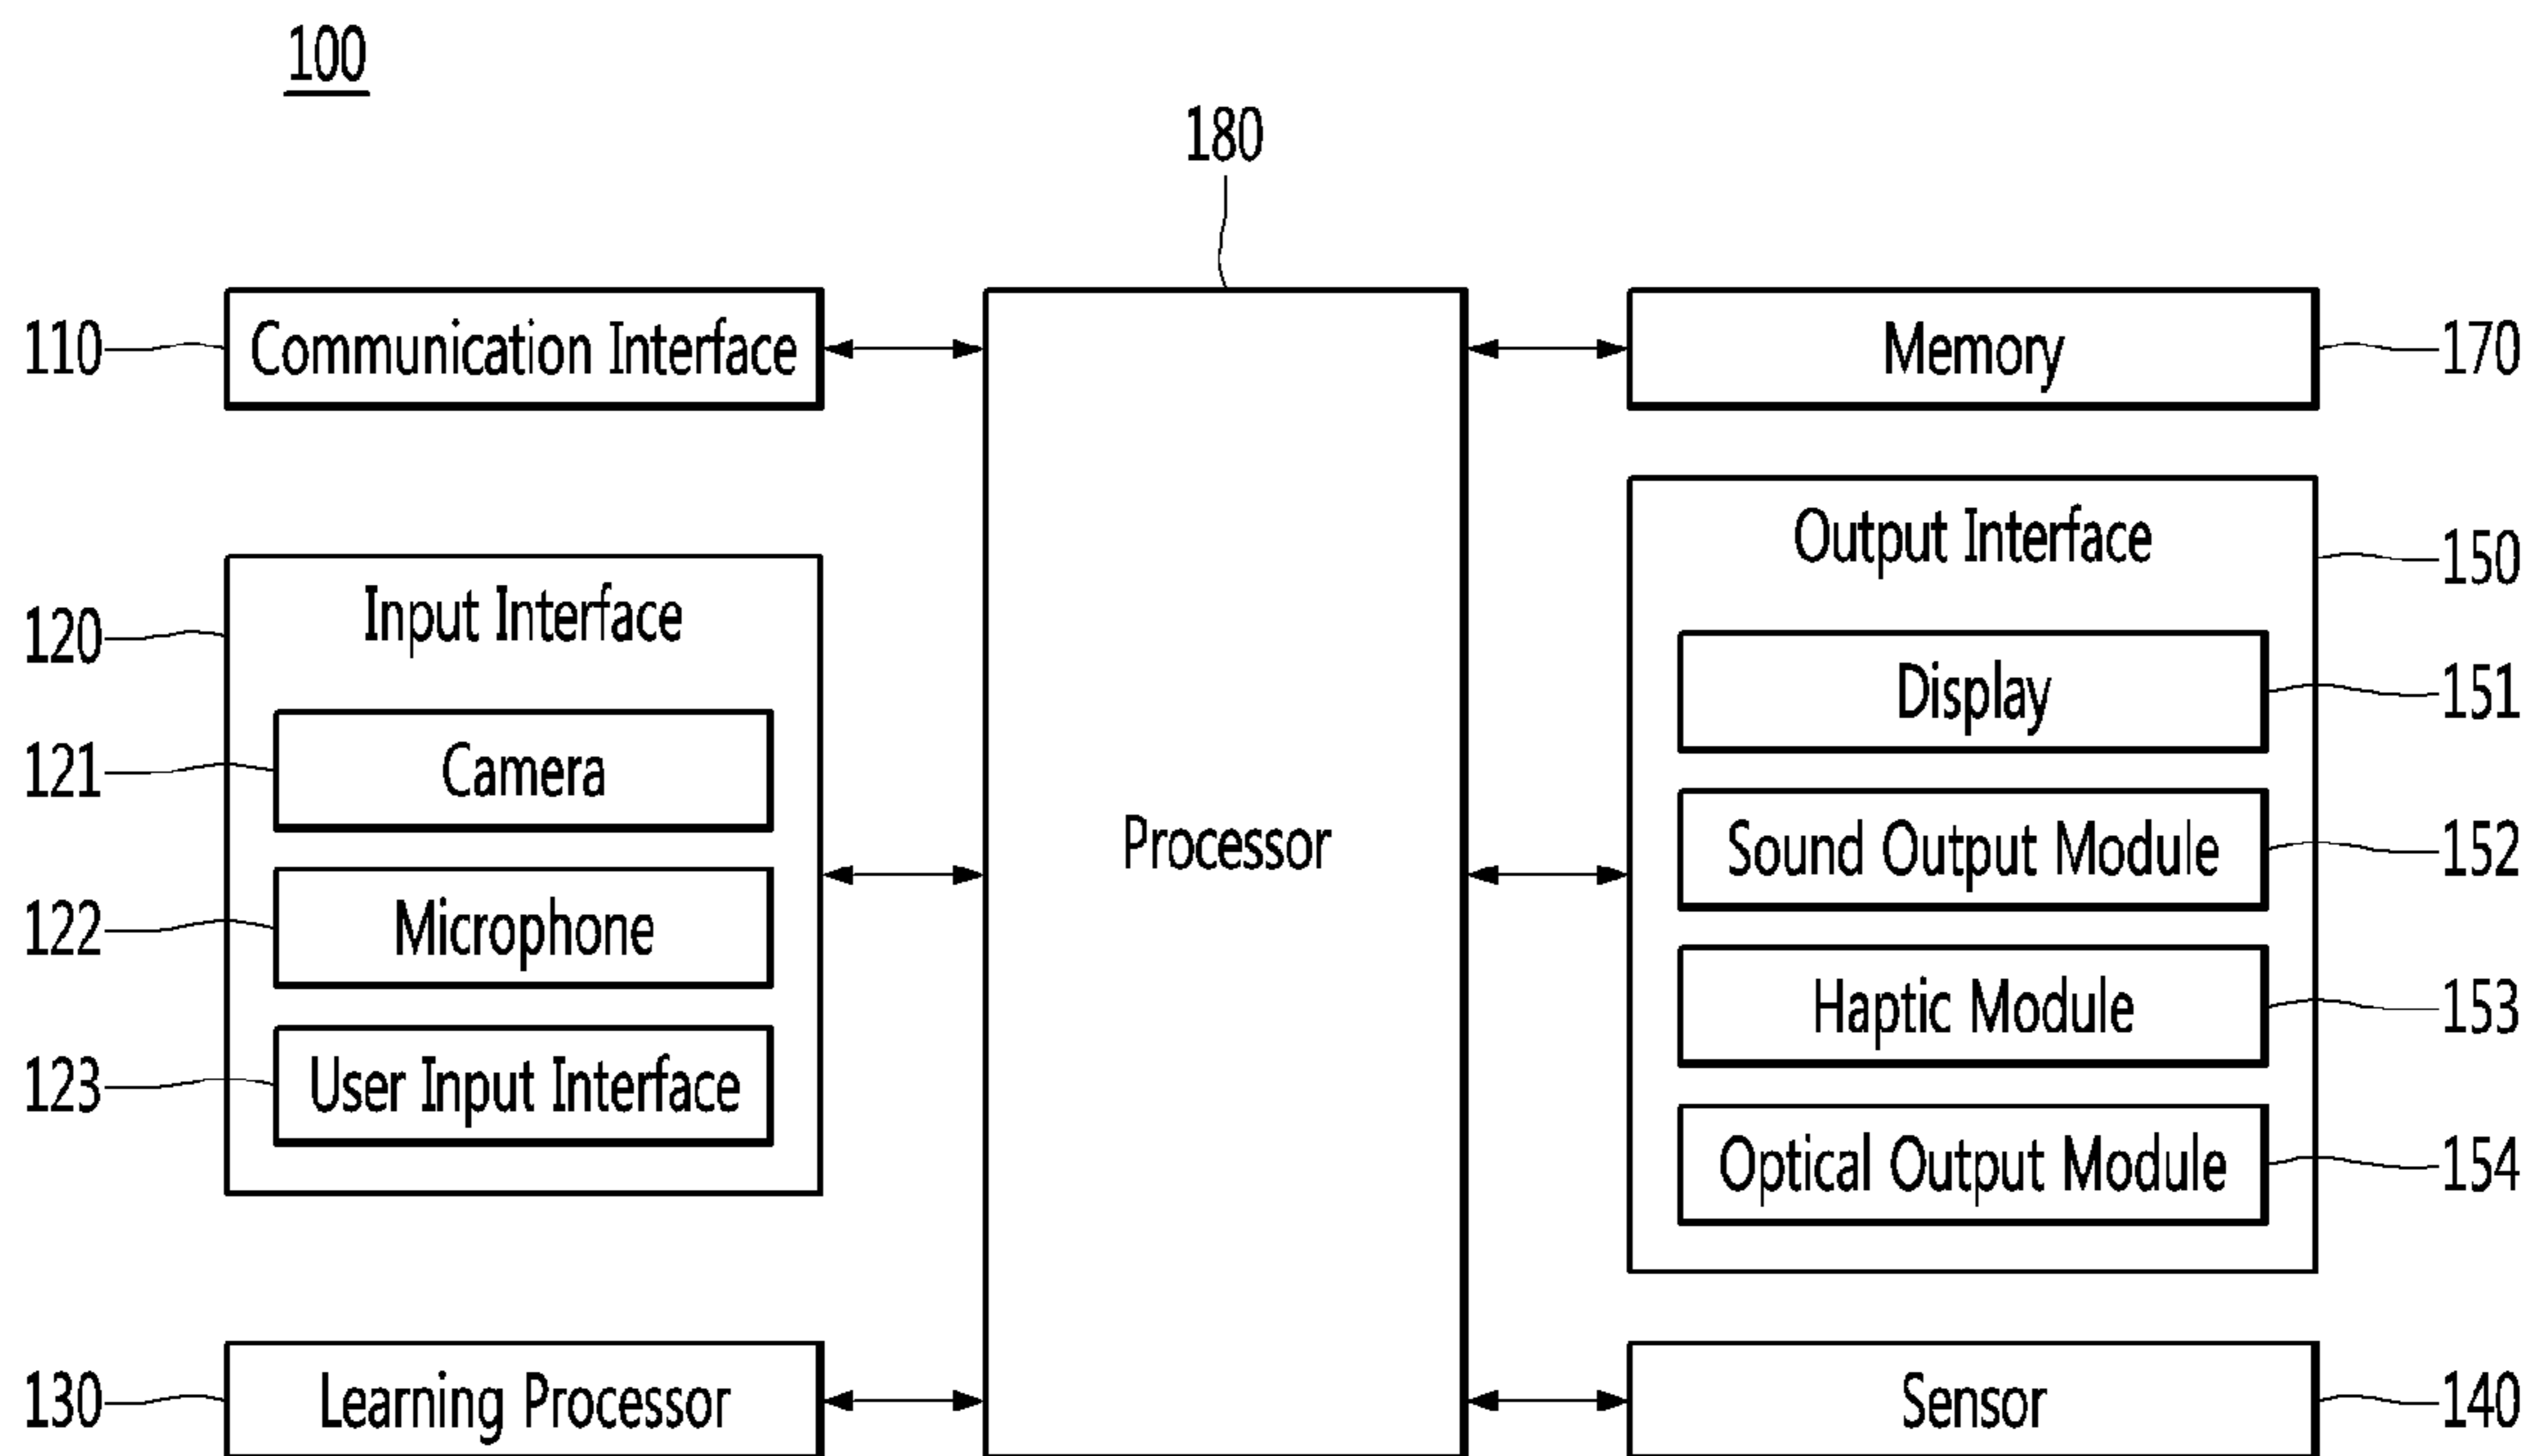 100
180
110
Communication Interface
Memory
170
Output Interface
150
120
Input Interface
Display
151
121
Camera
Sound Output Module
152
Processor
122
Microphone
Haptic Module
153
123
User Input Interface
Optical Output Module
154
130
Learning Processor
Sensor
140